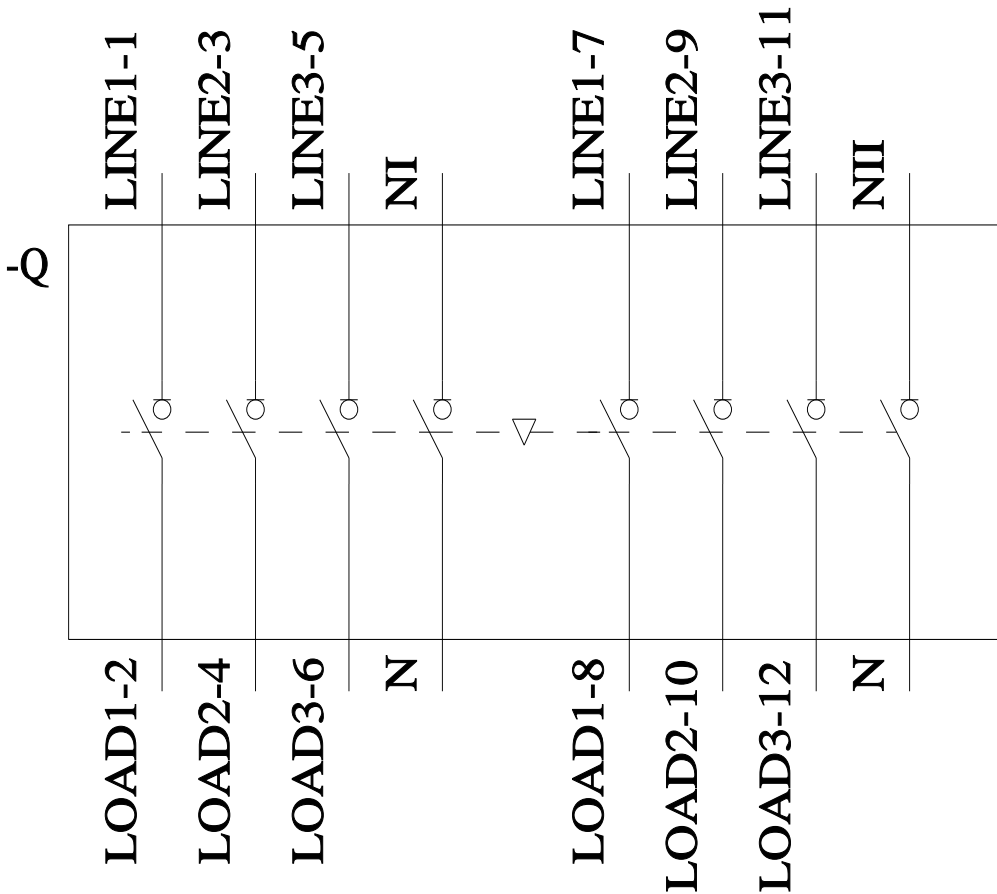 LINE1-1
LINE2-3
LINE3-5
NI
LINE1-7
LINE2-9
LINE3-11
NII
-Q
LOAD1-2
LOAD2-4
LOAD3-6
N
LOAD1-8
LOAD2-10
LOAD3-12
N